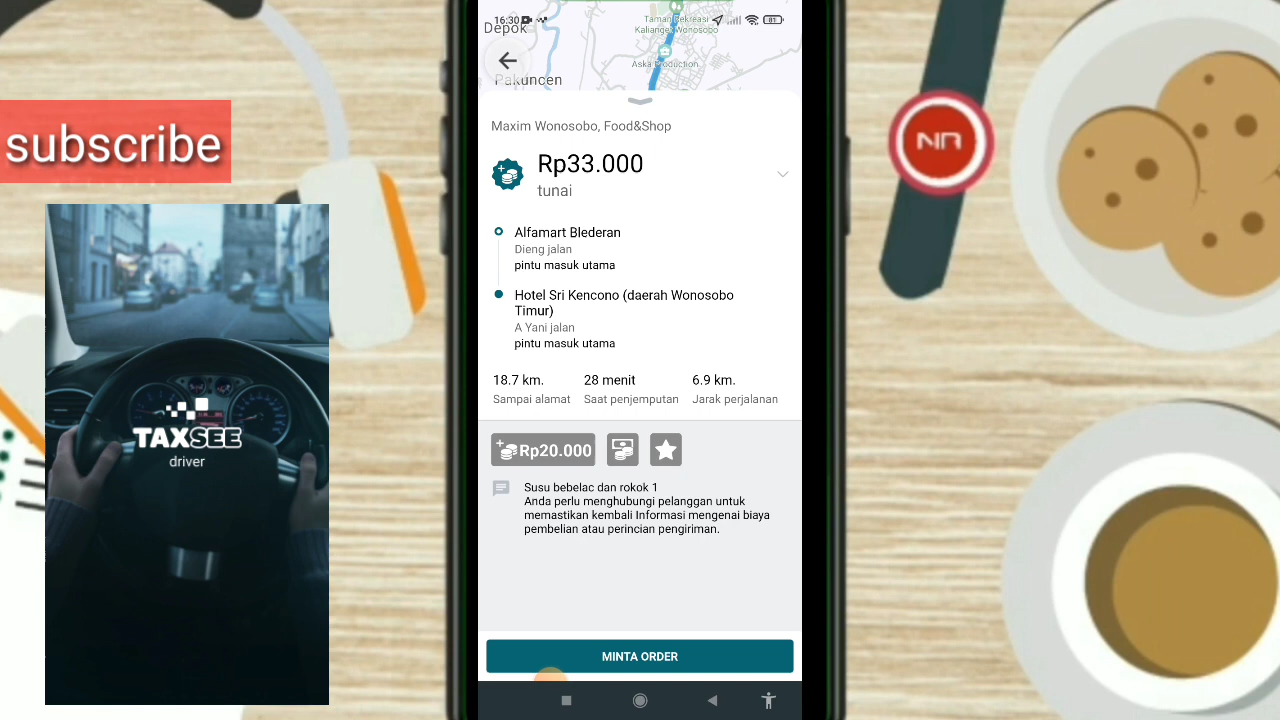 subscribe
TAXSEE
driver
16:30
81
Depok
Taman Rekreasi
Kalianget Wonosobo
Aska Production
Pakuncen
Maxim Wonosobo, Food&Shop
Rp33.000
tunai
Alfamart Blederan
Dieng jalan
pintu masuk utama
Hotel Sri Kencono (daerah Wonosobo
Timur)
A Yani jalan
pintu masuk utama
18.7 km. 28 menit 6.9 km.
Sampai alamat Saat penjemputan Jarak perjalanan
Rp20.000
Susu bebelac dan rokok 1
Anda perlu menghubungi pelanggan untuk
memastikan kembali Informasi mengenai biaya
pembelian atau perincian pengiriman.
MINTA ORDER
NR